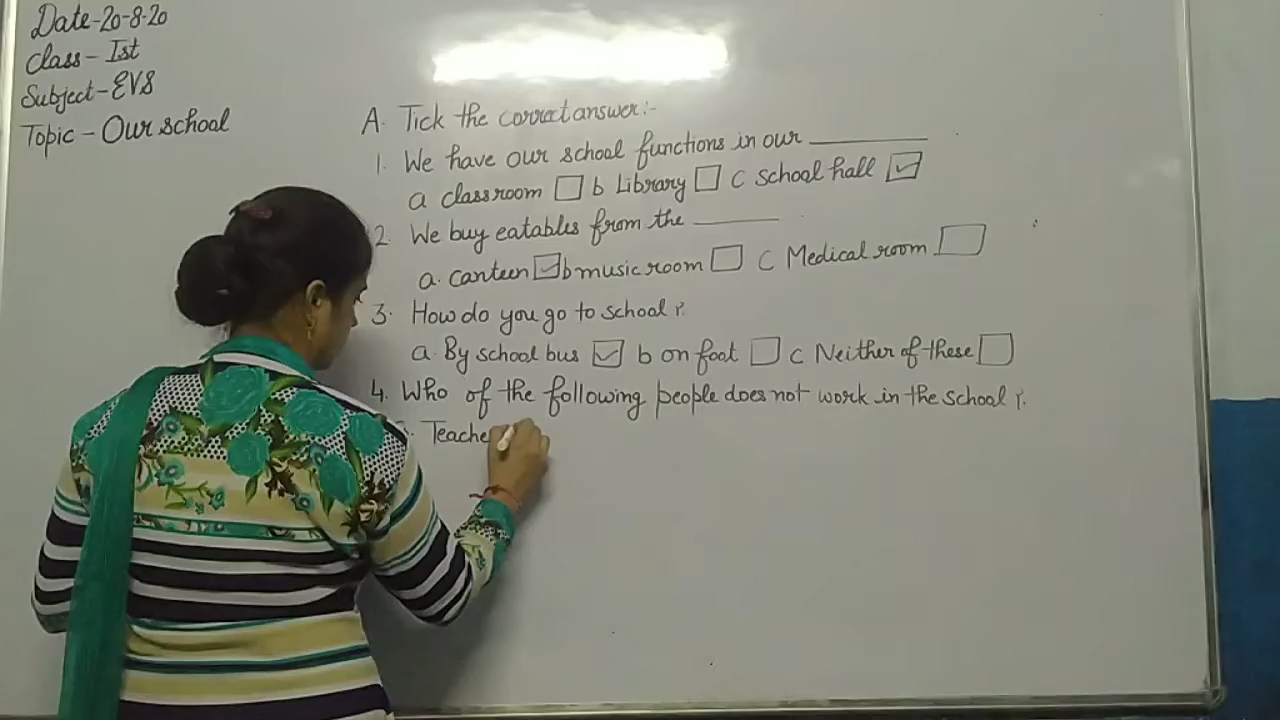 Date-20-8-20
Class-Ist
Subject-EVS
Topic-Our school
A. Tick the correct answer:-
1. We have our school functions in our ________
a classroom ☐ b Library ☐ c school hall ☑
2. We buy eatables from the ________
a. canteen ☑ b music room ☐ c Medical room ☐
3. How do you go to school?
a. By school bus ☑ b on foot ☐ c Neither of these ☐
4. Who of the following people does not work in the school?
Teache